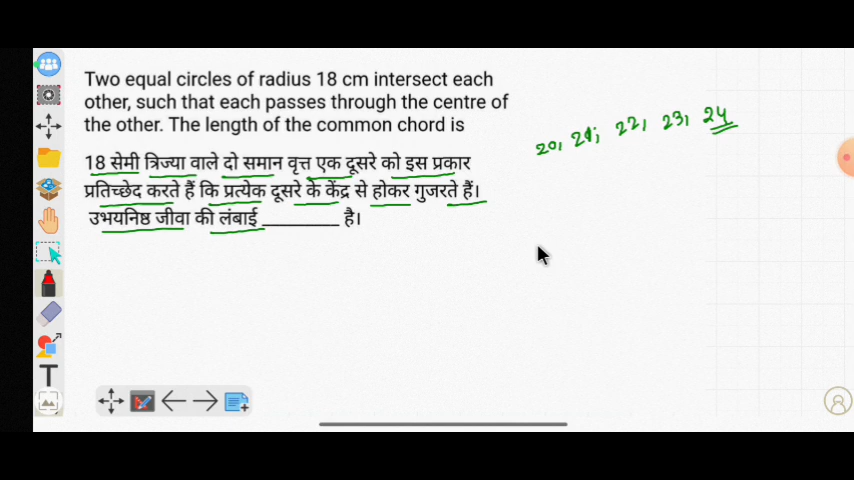 Two equal circles of radius 18 cm intersect each
other, such that each passes through the centre of
the other. The length of the common chord is
20, 21, 22, 23, 24
18 सेमी त्रिज्या वाले दो समान वृत्त एक दूसरे को इस प्रकार
प्रतिच्छेद करते हैं कि प्रत्येक दूसरे के केंद्र से होकर गुजरते हैं।
उभयनिष्ठ जीवा की लंबाई _________ है।
T